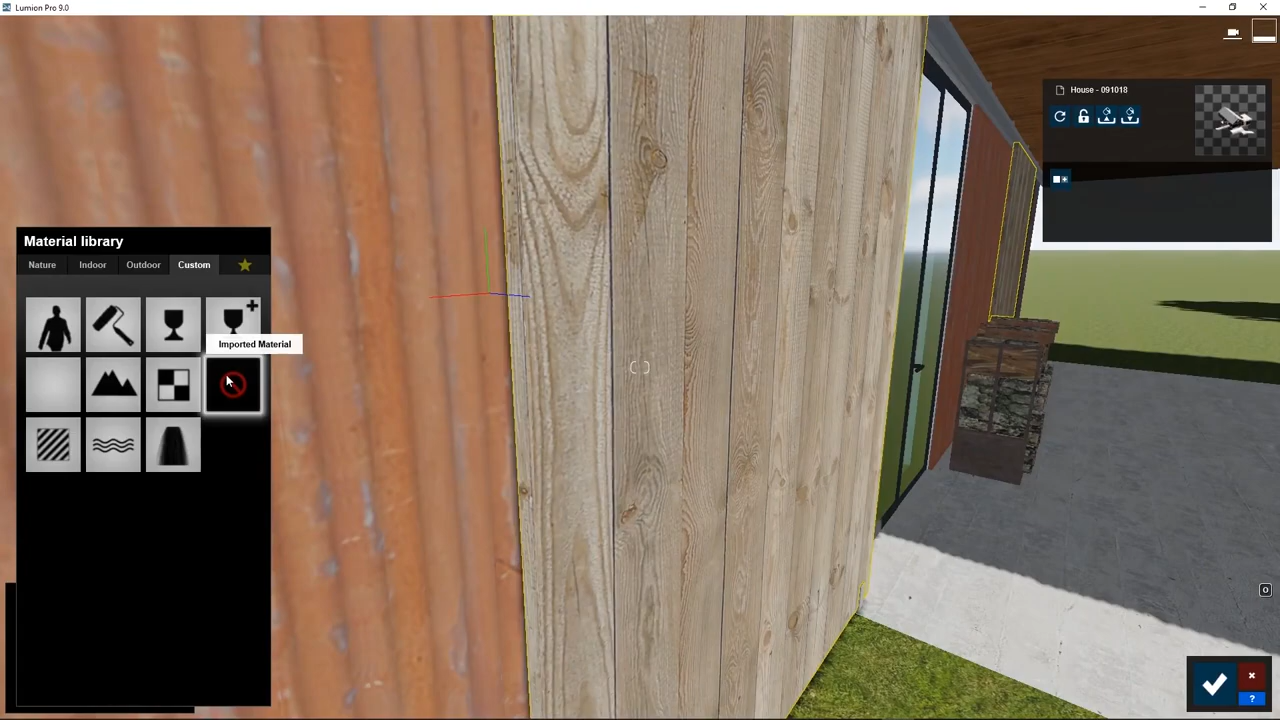 Lumion Pro 9.0
House - 091018
Material library
Nature Indoor Outdoor Custom
Imported Material
O
?